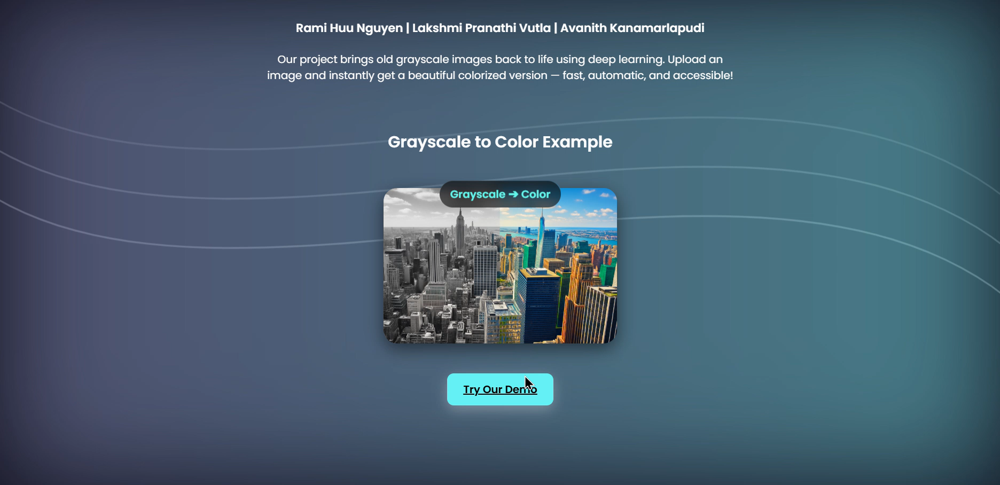 Rami Huu Nguyen | Lakshmi Pranathi Vutla | Avanith Kanamarlapudi
Our project brings old grayscale images back to life using deep learning. Upload an
image and instantly get a beautiful colorized version — fast, automatic, and accessible!
Grayscale to Color Example
Grayscale ➔ Color
Try Our Demo